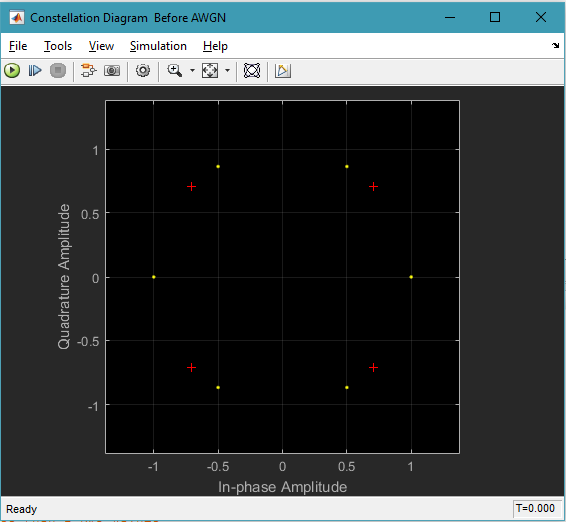 Constellation Diagram  Before AWGN
File Tools View Simulation Help
1
0.5
0
-0.5
-1
Quadrature Amplitude
-1 -0.5 0 0.5 1
In-phase Amplitude
Ready T=0.000